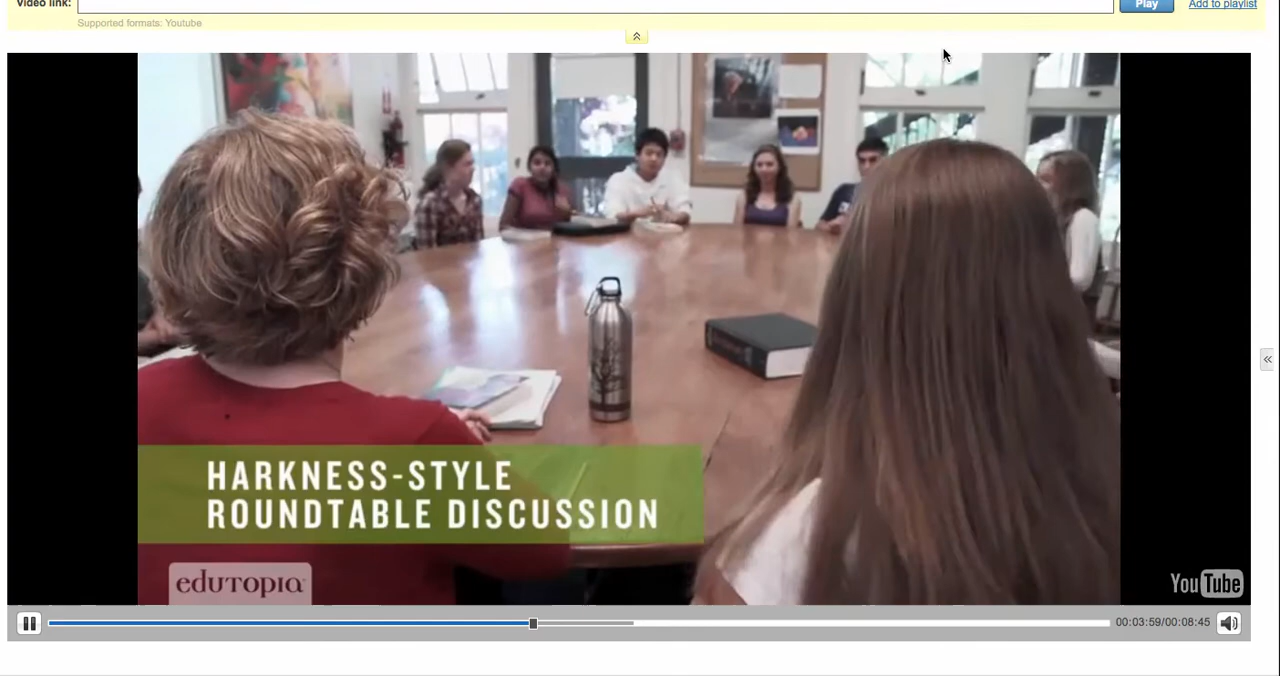 Video link:
Play
Add to playlist
Supported formats: Youtube
HARKNESS-STYLE
ROUNDTABLE DISCUSSION
edutopia
YouTube
00:03:59/00:08:45